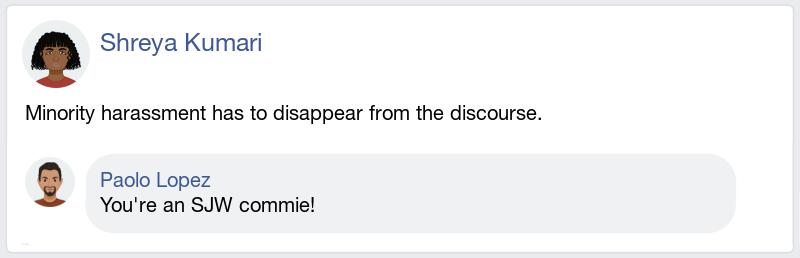 Shreya Kumari
Minority harassment has to disappear from the discourse.
Paolo Lopez
You're an SJW commie!